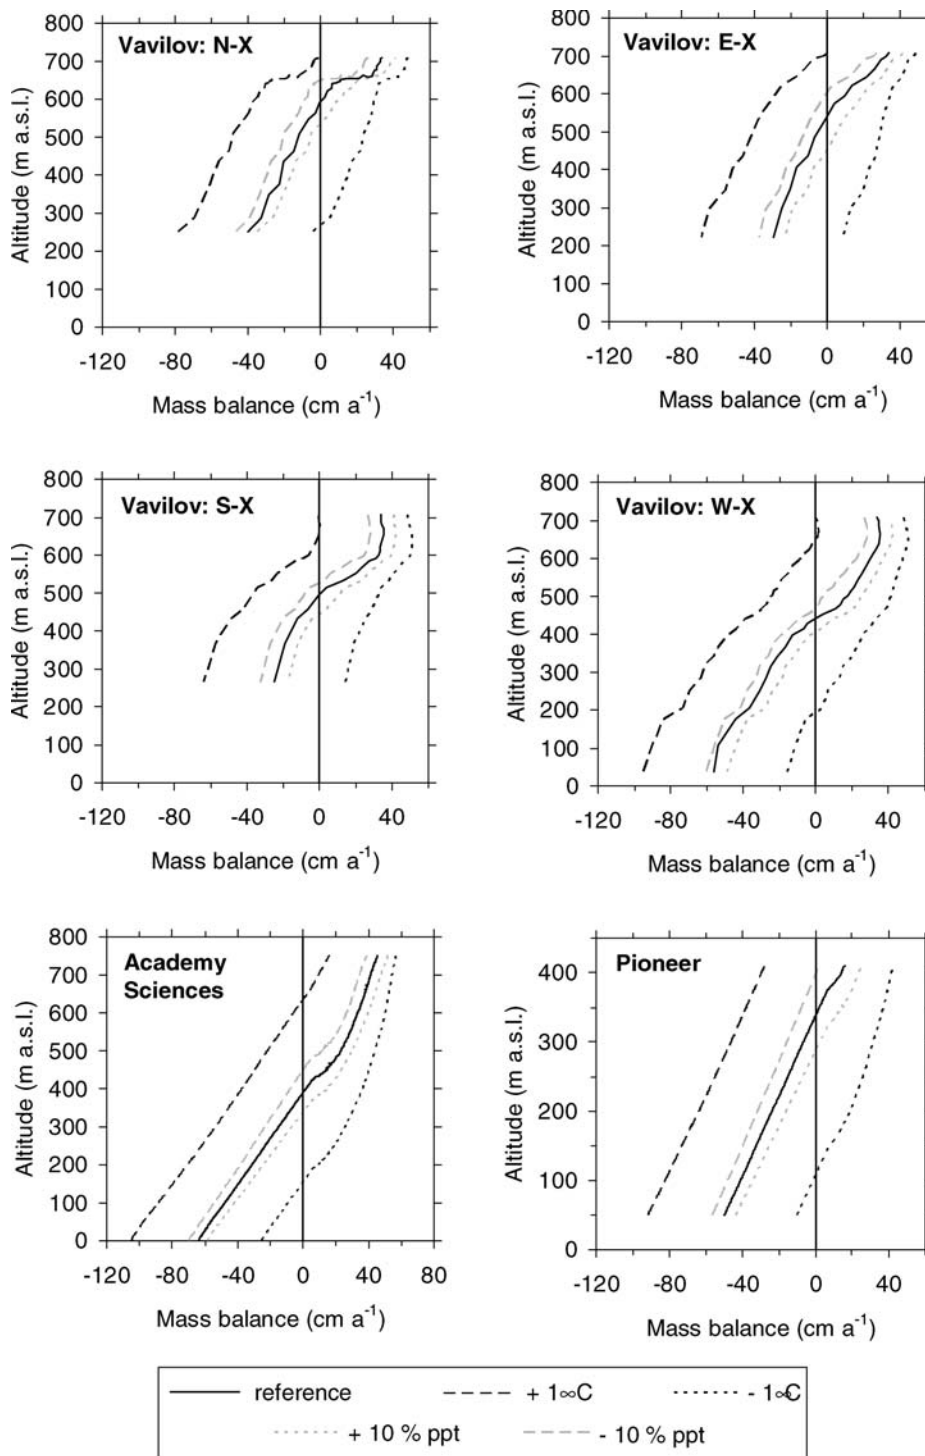 Vavilov: N-X
800
700
600
500
400
300
200
100
0
Altitude (m a.s.l.)
-120 -80 -40 0 40
Mass balance (cm a⁻¹)
Vavilov: E-X
800
700
600
500
400
300
200
100
0
Altitude (m a.s.l.)
-120 -80 -40 0 40
Mass balance (cm a⁻¹)
Vavilov: S-X
800
700
600
500
400
300
200
100
0
Altitude (m a.s.l.)
-120 -80 -40 0 40
Mass balance (cm a⁻¹)
Vavilov: W-X
800
700
600
500
400
300
200
100
0
Altitude (m a.s.l.)
-120 -80 -40 0 40
Mass balance (cm a⁻¹)
Academy
Sciences
800
700
600
500
400
300
200
100
0
Altitude (m a.s.l.)
-120 -80 -40 0 40 80
Mass balance (cm a⁻¹)
Pioneer
400
300
200
100
0
Altitude (m a.s.l.)
-120 -80 -40 0 40
Mass balance (cm a⁻¹)
reference + 1∞C - 1∞C
+ 10 % ppt - 10 % ppt